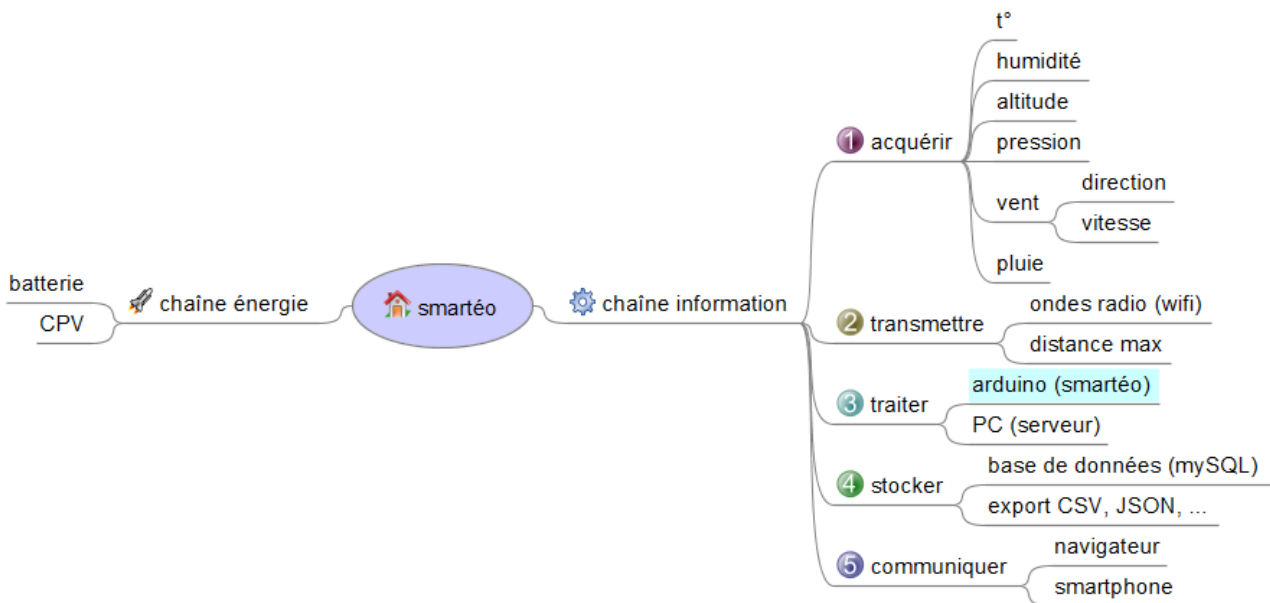 smartéo
chaîne énergie
batterie
CPV
chaîne information
1 acquérir
t°
humidité
altitude
pression
vent
direction
vitesse
pluie
2 transmettre
ondes radio (wifi)
distance max
3 traiter
arduino (smartéo)
PC (serveur)
4 stocker
base de données (mySQL)
export CSV, JSON, ...
5 communiquer
navigateur
smartphone